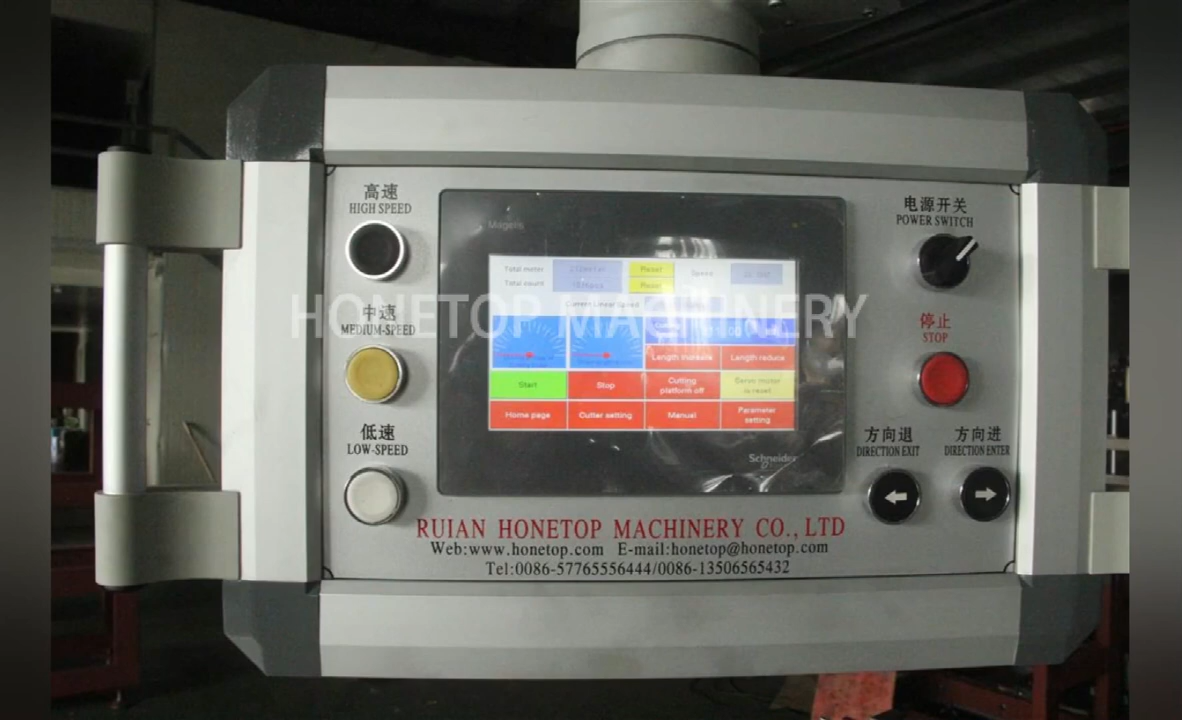 高速
HIGH SPEED
中速
MEDIUM-SPEED
低速
LOW-SPEED
Magelis
Total meter
Reset
Speed
Total count
Reset
Current Linear Speed
Length increase
Length reduce
Start
Stop
Cutting platform off
Servo motor is reset
Home page
Cutter setting
Manual
Parameter setting
Schneider
电源开关
POWER SWITCH
停止
STOP
方向退
DIRECTION EXIT
方向进
DIRECTION ENTER
HONETOP MACHINERY
RUIAN HONETOP MACHINERY CO., LTD
Web:www.honetop.com E-mail:honetop@honetop.com
Tel:0086-57765556444/0086-13506565432